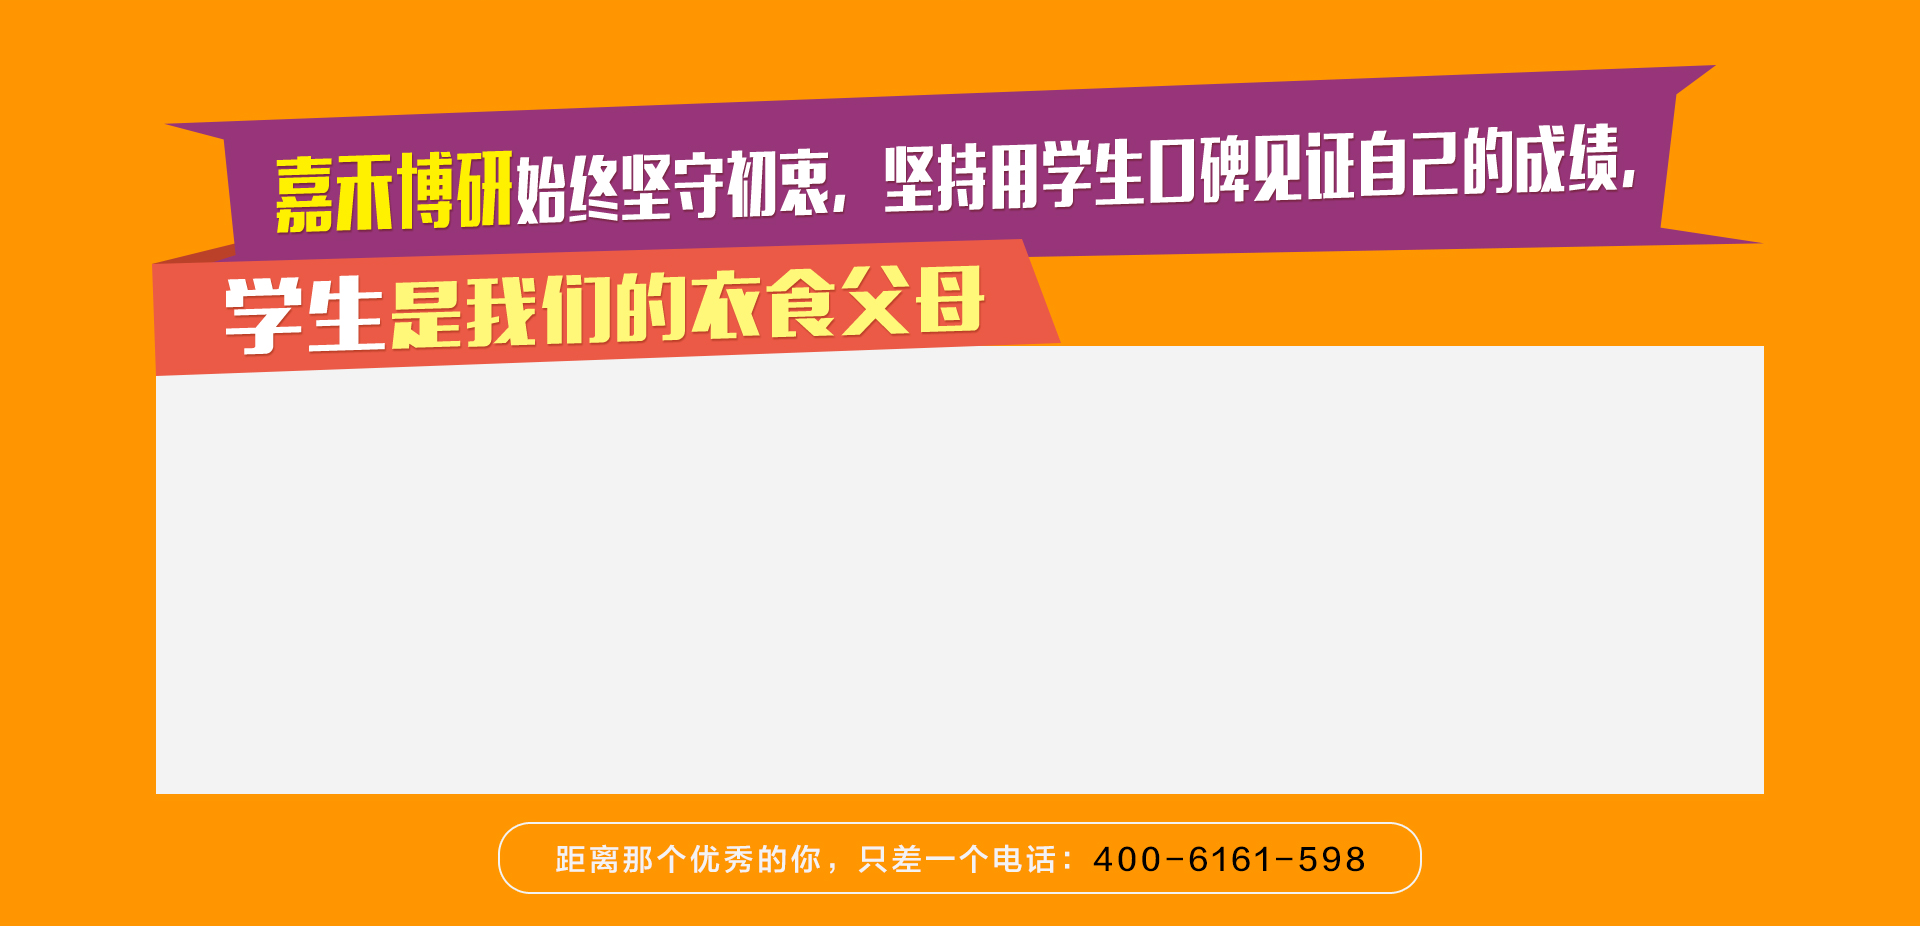 嘉禾博研始终坚守初衷，坚持用学生口碑见证自己的成绩，
学生是我们的衣食父母
距离那个优秀的你，只差一个电话：400-6161-598